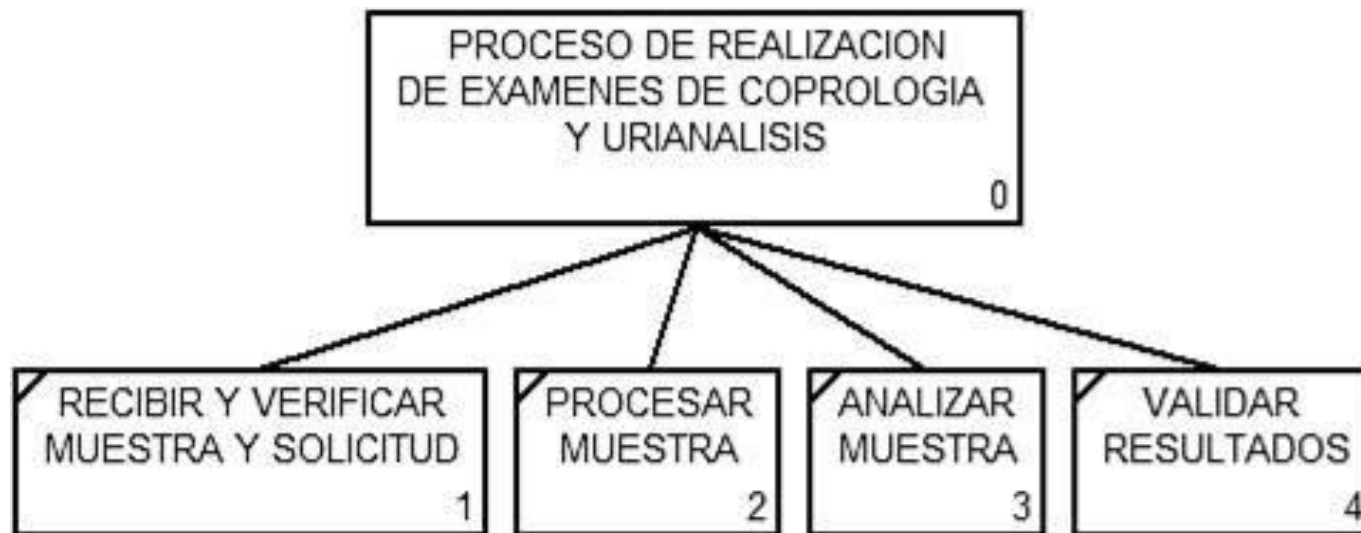 PROCESO DE REALIZACION
DE EXAMENES DE COPROLOGIA
Y URIANALISIS
0
RECIBIR Y VERIFICAR
MUESTRA Y SOLICITUD
1
PROCESAR
MUESTRA
2
ANALIZAR
MUESTRA
3
VALIDAR
RESULTADOS
4